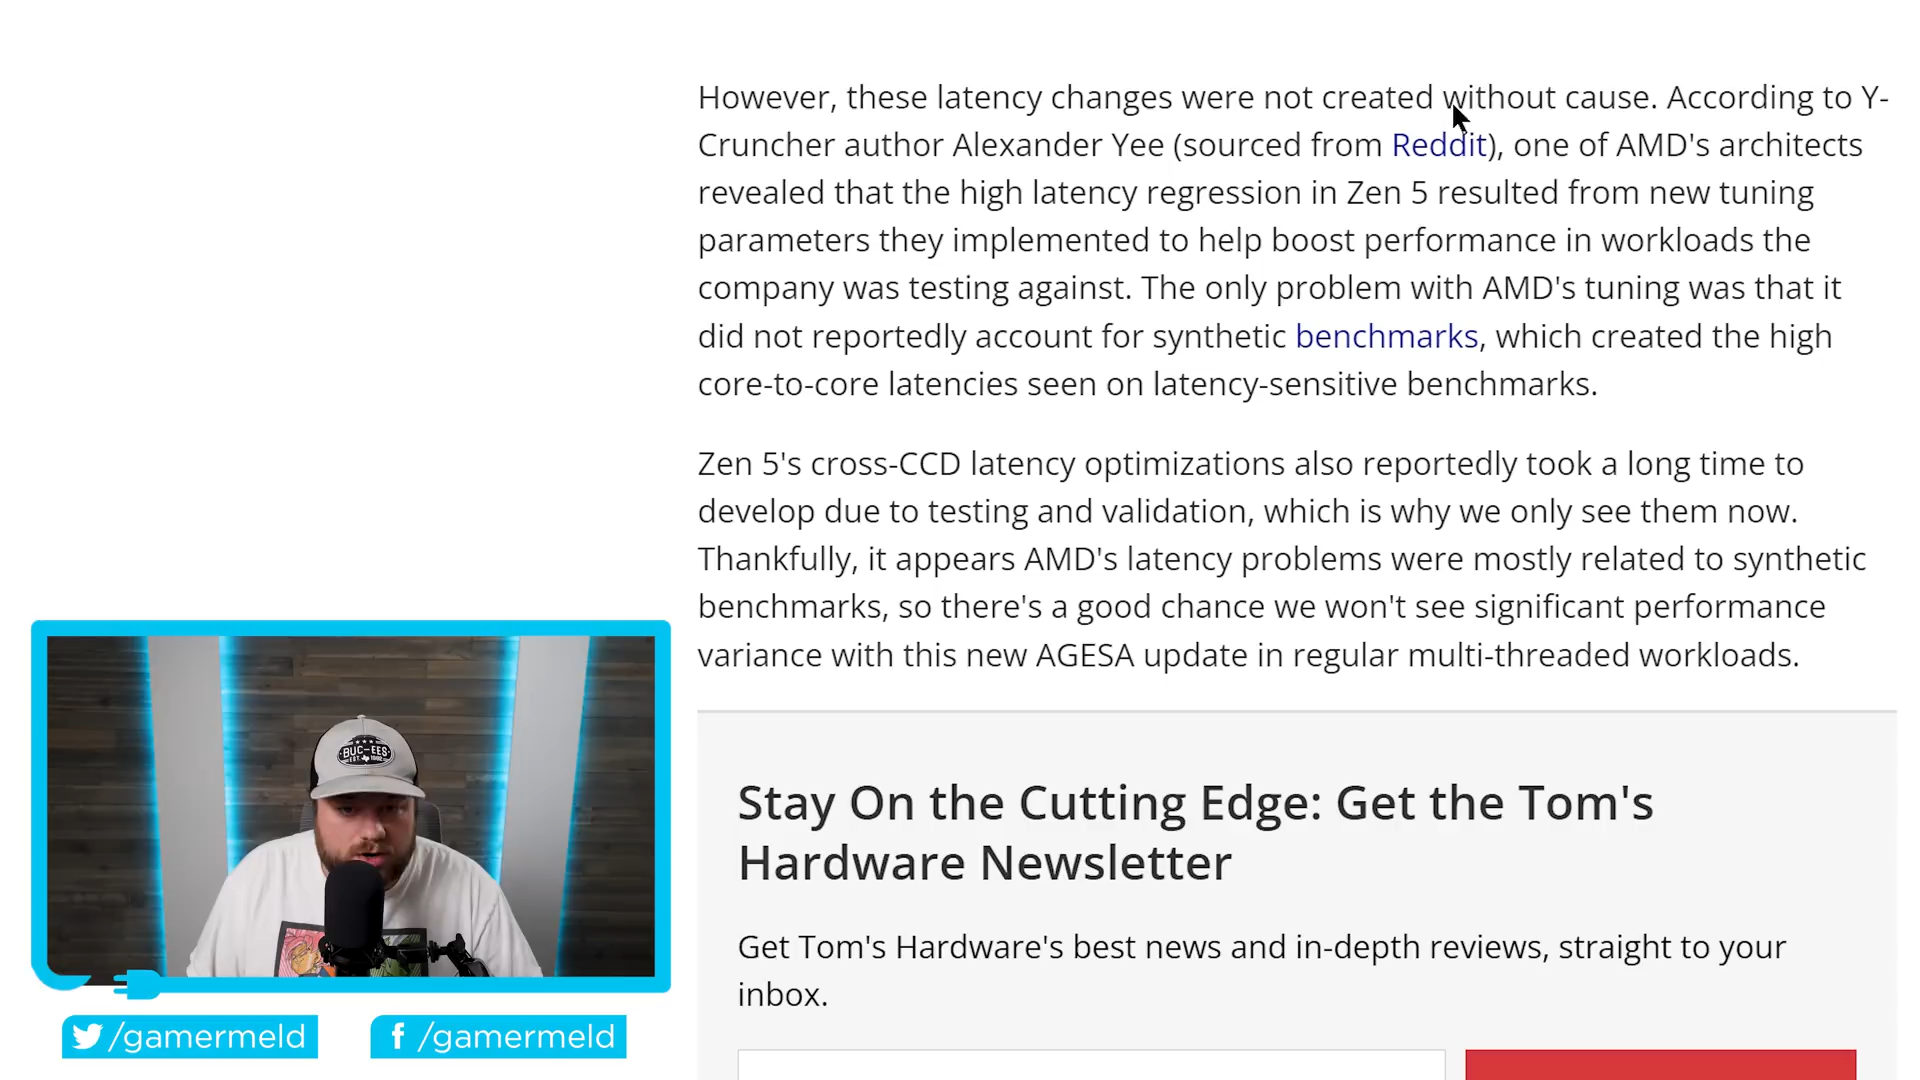 However, these latency changes were not created without cause. According to Y-
Cruncher author Alexander Yee (sourced from Reddit), one of AMD's architects
revealed that the high latency regression in Zen 5 resulted from new tuning
parameters they implemented to help boost performance in workloads the
company was testing against. The only problem with AMD's tuning was that it
did not reportedly account for synthetic benchmarks, which created the high
core-to-core latencies seen on latency-sensitive benchmarks.
Zen 5's cross-CCD latency optimizations also reportedly took a long time to
develop due to testing and validation, which is why we only see them now.
Thankfully, it appears AMD's latency problems were mostly related to synthetic
benchmarks, so there's a good chance we won't see significant performance
variance with this new AGESA update in regular multi-threaded workloads.
Stay On the Cutting Edge: Get the Tom's
Hardware Newsletter
Get Tom's Hardware's best news and in-depth reviews, straight to your
inbox.
BUC-EES
EST. 1982
/gamermeld
/gamermeld